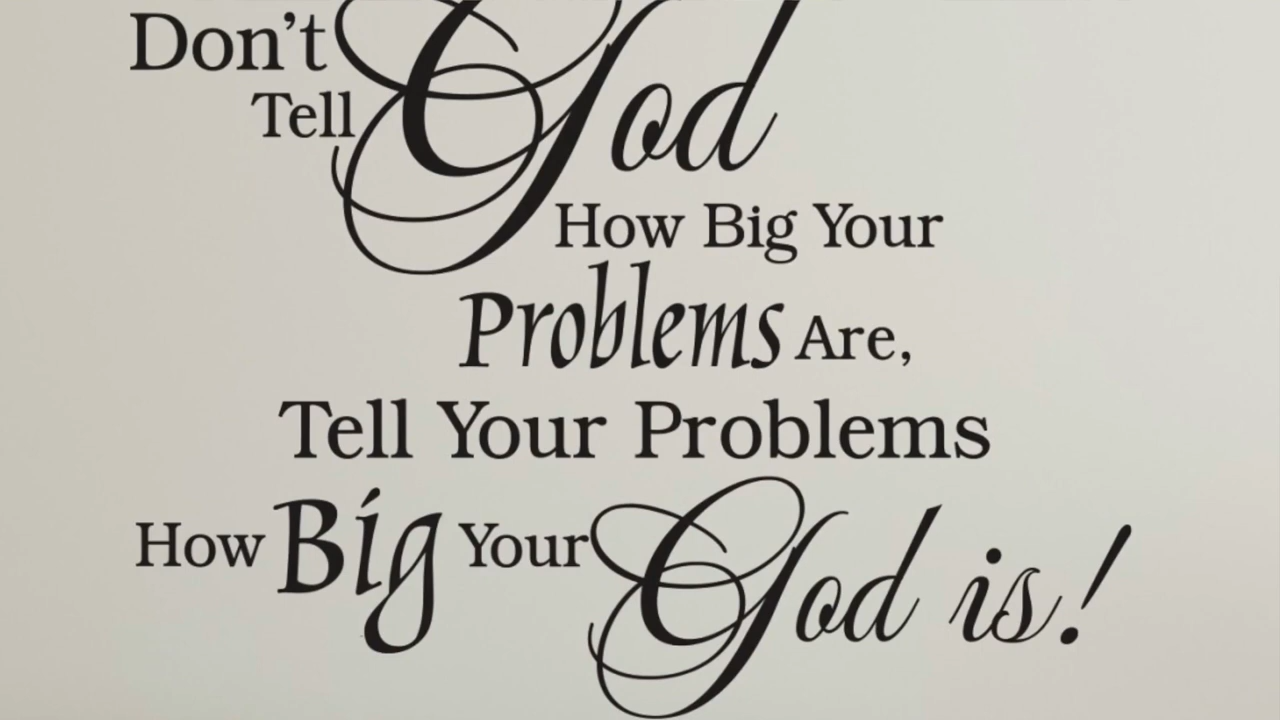 Don't
Tell God
How Big Your
Problems Are,
Tell Your Problems
How Big Your God is!